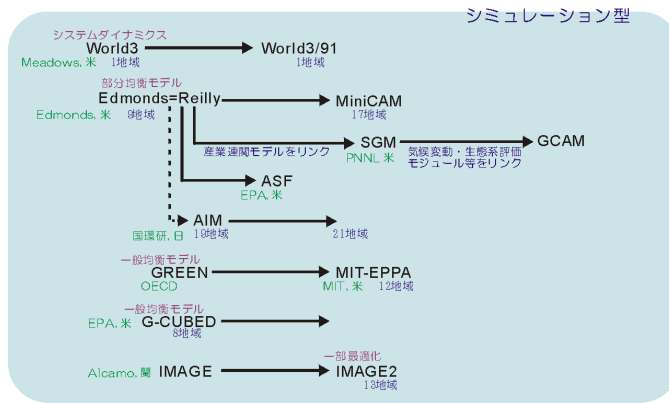 シミュレーション型
システムダイナミクス
World3
World3/91
Meadows, 米
1地域
1地域
部分均衡モデル
Edmonds=Reilly
MiniCAM
Edmonds, 米
9地域
17地域
産業連関モデルをリンク
SGM
PNNL 米
気候変動・生態系評価
モジュール等をリンク
GCAM
ASF
EPA, 米
AIM
国環研, 日
19地域
21地域
一般均衡モデル
GREEN
MIT-EPPA
OECD
MIT, 米
12地域
一般均衡モデル
EPA, 米
G-CUBED
8地域
一部最適化
Alcamo, 蘭
IMAGE
IMAGE2
13地域